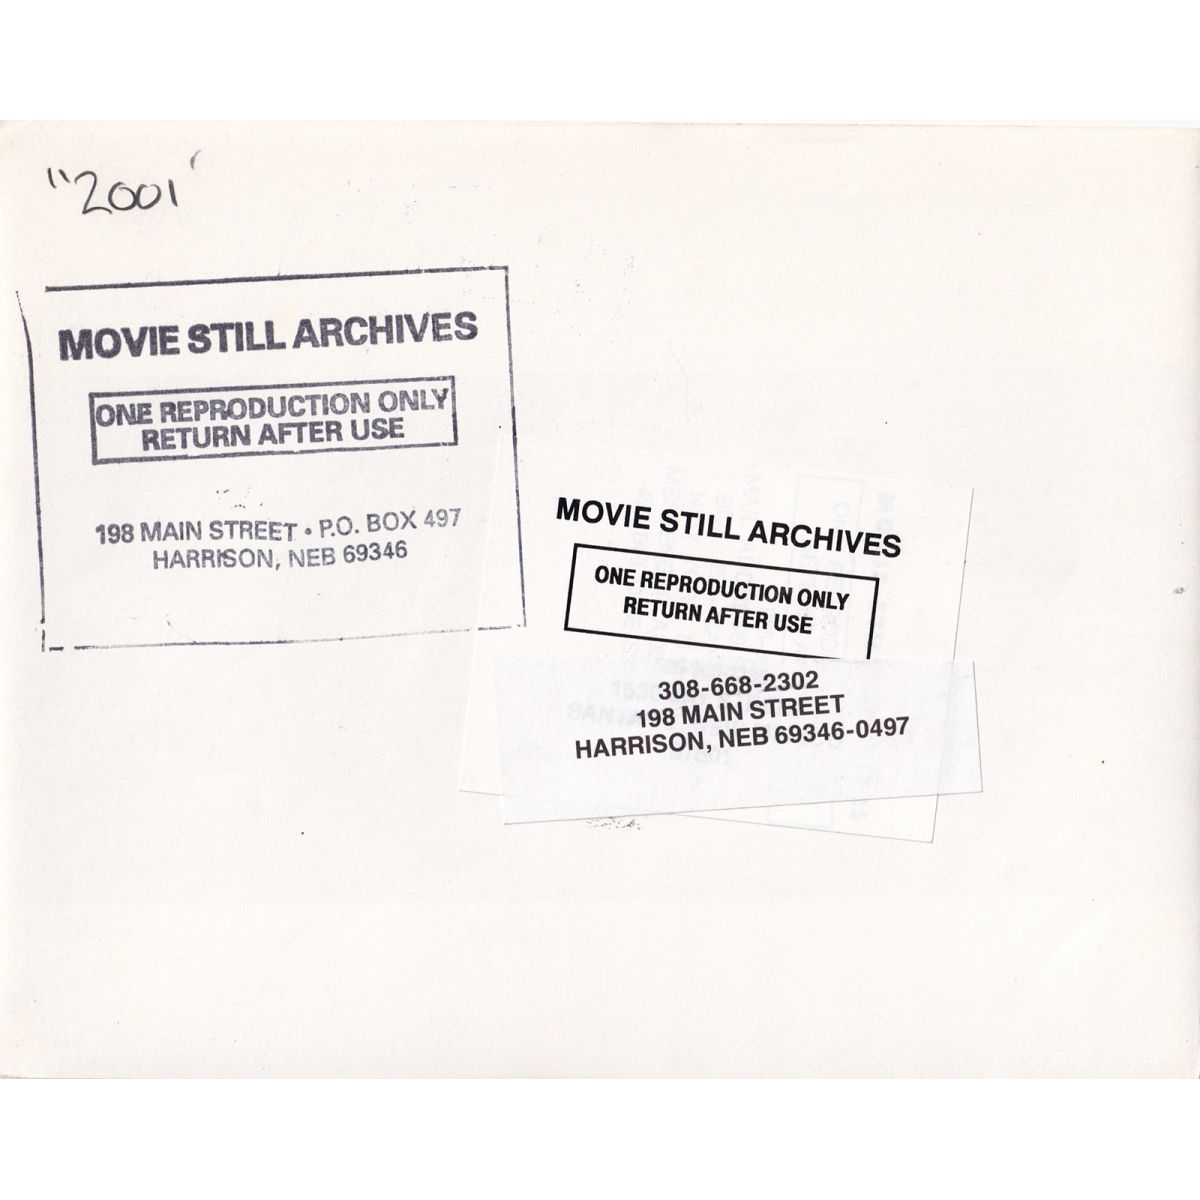 "2001"
MOVIE STILL ARCHIVES
ONE REPRODUCTION ONLY
RETURN AFTER USE
198 MAIN STREET • P.O. BOX 497
HARRISON, NEB 69346
MOVIE STILL ARCHIVES
ONE REPRODUCTION ONLY
RETURN AFTER USE
308-668-2302
198 MAIN STREET
HARRISON, NEB 69346-0497